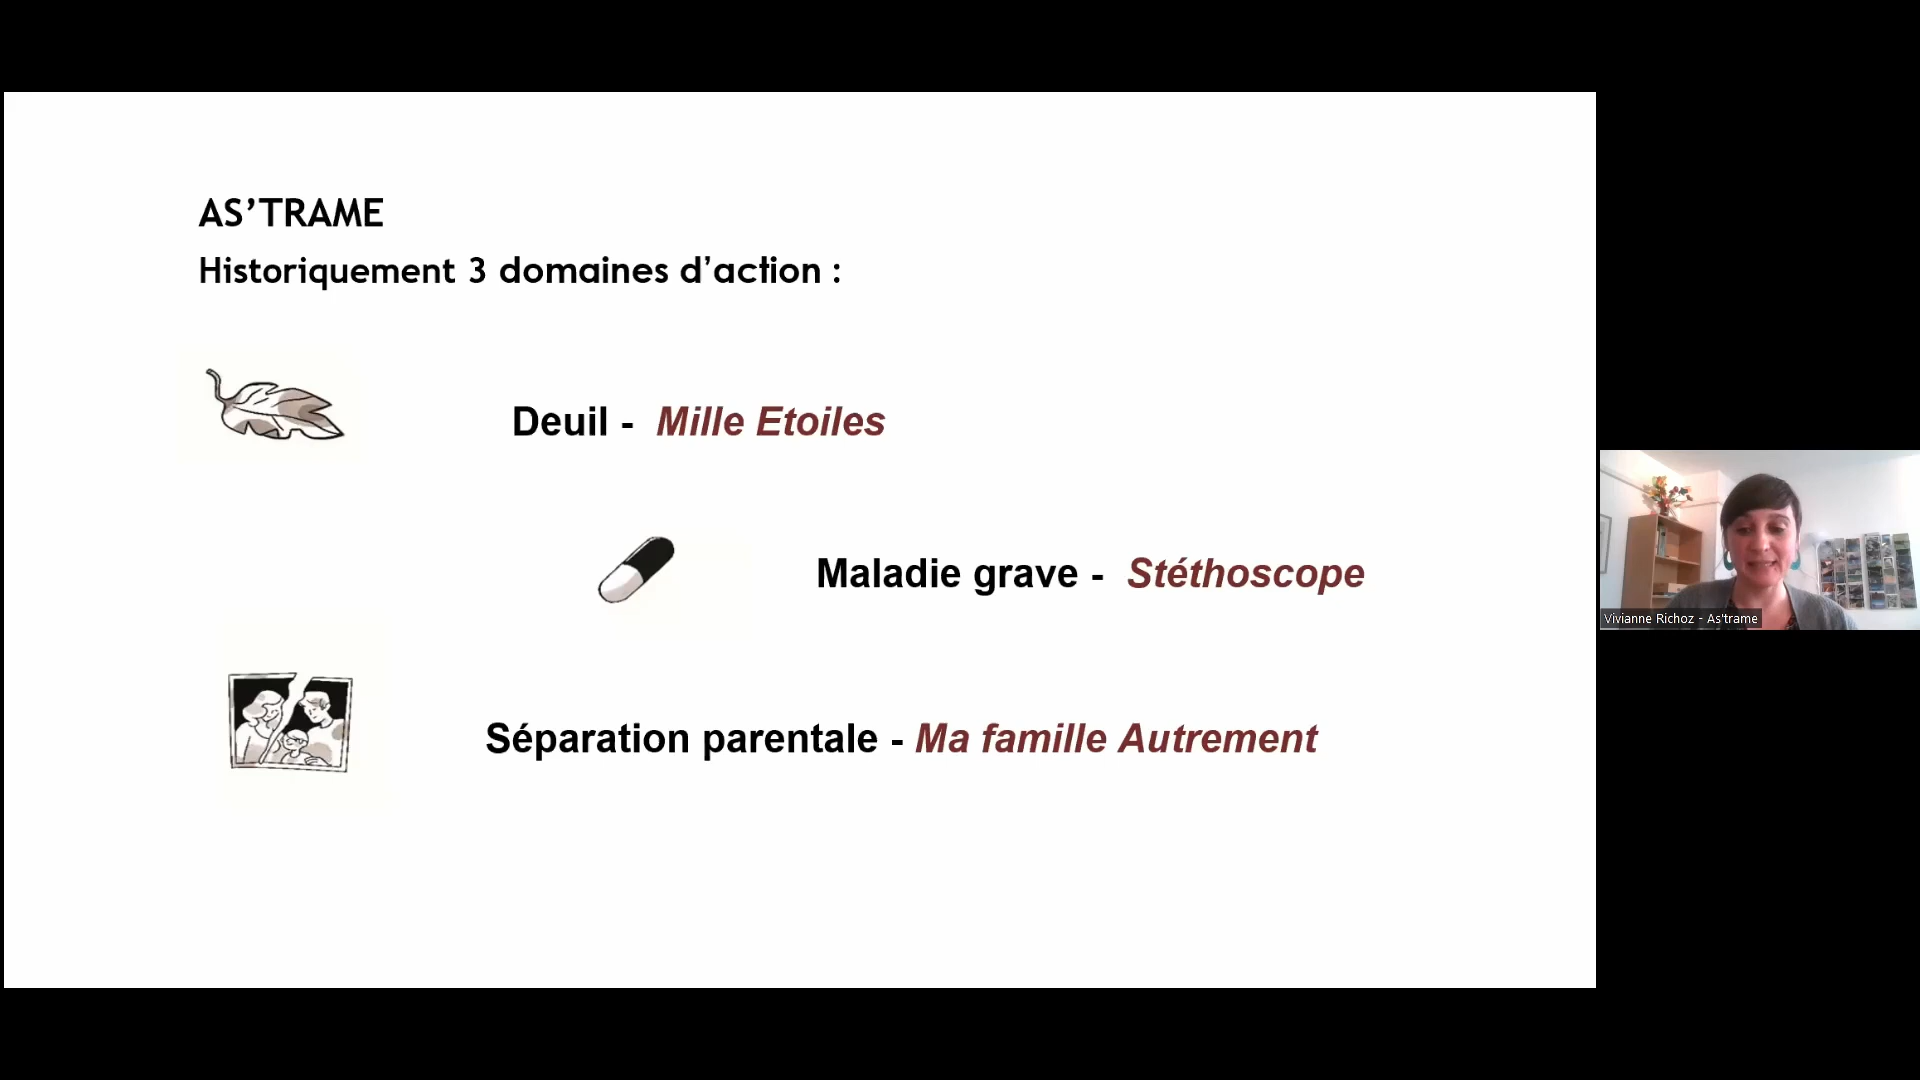 AS’TRAME
Historiquement 3 domaines d’action :
Deuil - Mille Etoiles
Maladie grave - Stéthoscope
Séparation parentale - Ma famille Autrement
Vivianne Richoz - As'trame